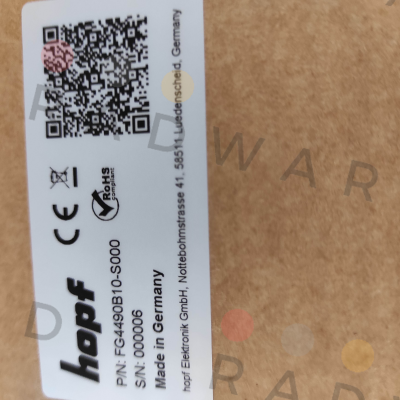 hopf
P/N: FG4490B10-S000
S/N: 000006
Made in Germany
hopf Elektronik GmbH, Nottebohmstrasse 41, 58511 Luedenscheid, Germany
CE
RoHS
compliant